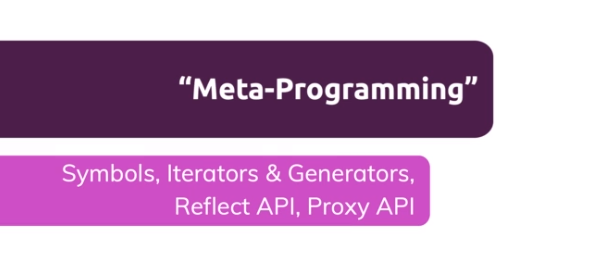 “Meta-Programming”
Symbols, Iterators & Generators,
Reflect API, Proxy API